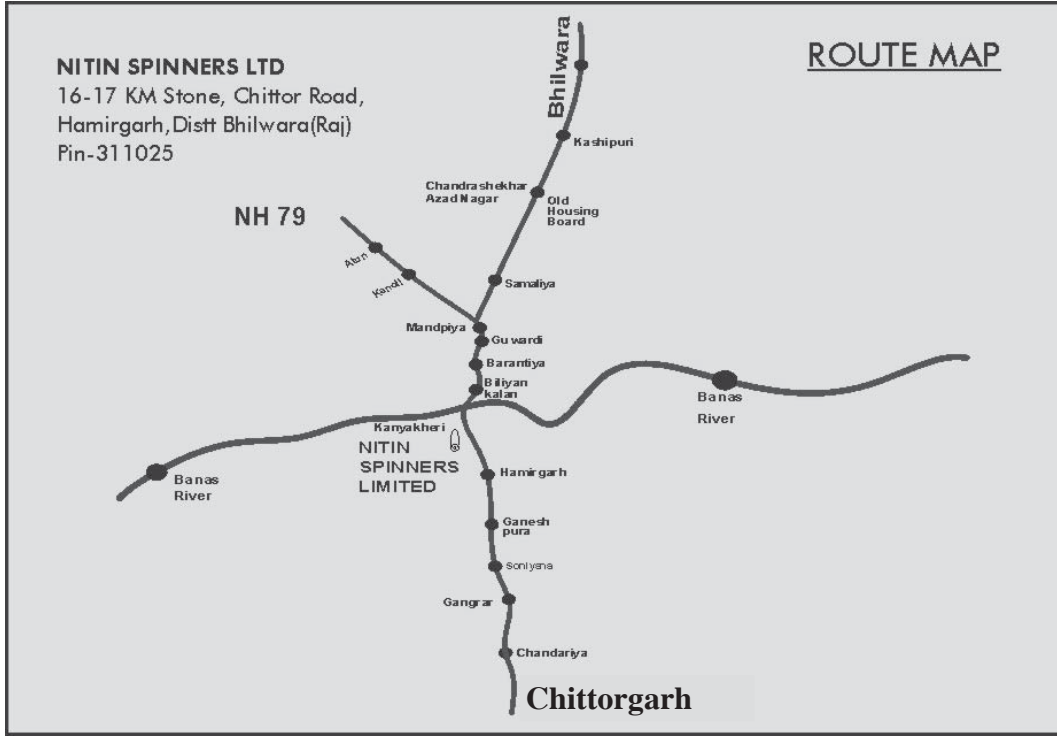 ROUTE MAP
NITIN SPINNERS LTD
16-17 KM Stone, Chittor Road,
Hamirgarh,Distt Bhilwara(Raj)
Pin-311025
Bhilwara
Kashipuri
Chandrashekhar
Azad Nagar
Old
Housing
Board
NH 79
Atun
Samaliya
Mandpiya
Guwardi
Barantiya
Biliyan
kalan
Banas
River
Kanyakheri
NITIN
SPINNERS
LIMITED
Hamirgarh
Banas
River
Ganesh
pura
Soniyana
Gangrar
Chandariya
Chittorgarh